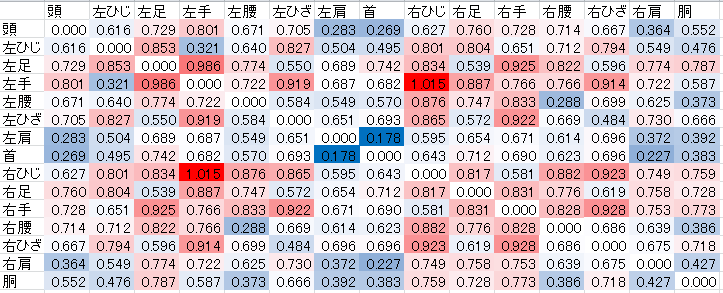 頭 左ひじ 左足 左手 左腰 左ひざ 左肩 首 右ひじ 右足 右手 右腰 右ひざ 右肩 胴
頭 0.000 0.616 0.729 0.801 0.671 0.705 0.283 0.269 0.627 0.760 0.728 0.714 0.667 0.364 0.552
左ひじ 0.616 0.000 0.853 0.321 0.640 0.827 0.504 0.495 0.801 0.804 0.651 0.712 0.794 0.549 0.476
左足 0.729 0.853 0.000 0.986 0.774 0.550 0.689 0.742 0.834 0.539 0.925 0.822 0.596 0.774 0.787
左手 0.801 0.321 0.986 0.000 0.722 0.919 0.687 0.682 1.015 0.887 0.766 0.766 0.914 0.722 0.587
左腰 0.671 0.640 0.774 0.722 0.000 0.584 0.549 0.570 0.876 0.747 0.833 0.288 0.699 0.625 0.373
左ひざ 0.705 0.827 0.550 0.919 0.584 0.000 0.651 0.693 0.865 0.572 0.922 0.669 0.484 0.730 0.666
左肩 0.283 0.504 0.689 0.687 0.549 0.651 0.000 0.178 0.595 0.654 0.671 0.614 0.696 0.372 0.392
首 0.269 0.495 0.742 0.682 0.570 0.693 0.178 0.000 0.643 0.712 0.690 0.623 0.696 0.227 0.383
右ひじ 0.627 0.801 0.834 1.015 0.876 0.865 0.595 0.643 0.000 0.817 0.581 0.882 0.923 0.749 0.759
右足 0.760 0.804 0.539 0.887 0.747 0.572 0.654 0.712 0.817 0.000 0.831 0.776 0.619 0.758 0.728
右手 0.728 0.651 0.925 0.766 0.833 0.922 0.671 0.690 0.581 0.831 0.000 0.828 0.928 0.753 0.773
右腰 0.714 0.712 0.822 0.766 0.288 0.669 0.614 0.623 0.882 0.776 0.828 0.000 0.686 0.639 0.386
右ひざ 0.667 0.794 0.596 0.914 0.699 0.484 0.696 0.696 0.923 0.619 0.928 0.686 0.000 0.675 0.718
右肩 0.364 0.549 0.774 0.722 0.625 0.730 0.372 0.227 0.749 0.758 0.753 0.639 0.675 0.000 0.427
胴 0.552 0.476 0.787 0.587 0.373 0.666 0.392 0.383 0.759 0.728 0.773 0.386 0.718 0.427 0.000